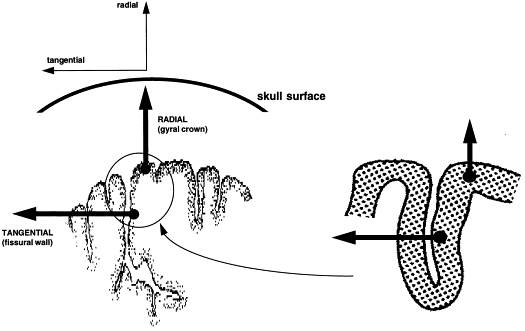 radial
tangential
skull surface
RADIAL
(gyral crown)
TANGENTIAL
(fissural wall)